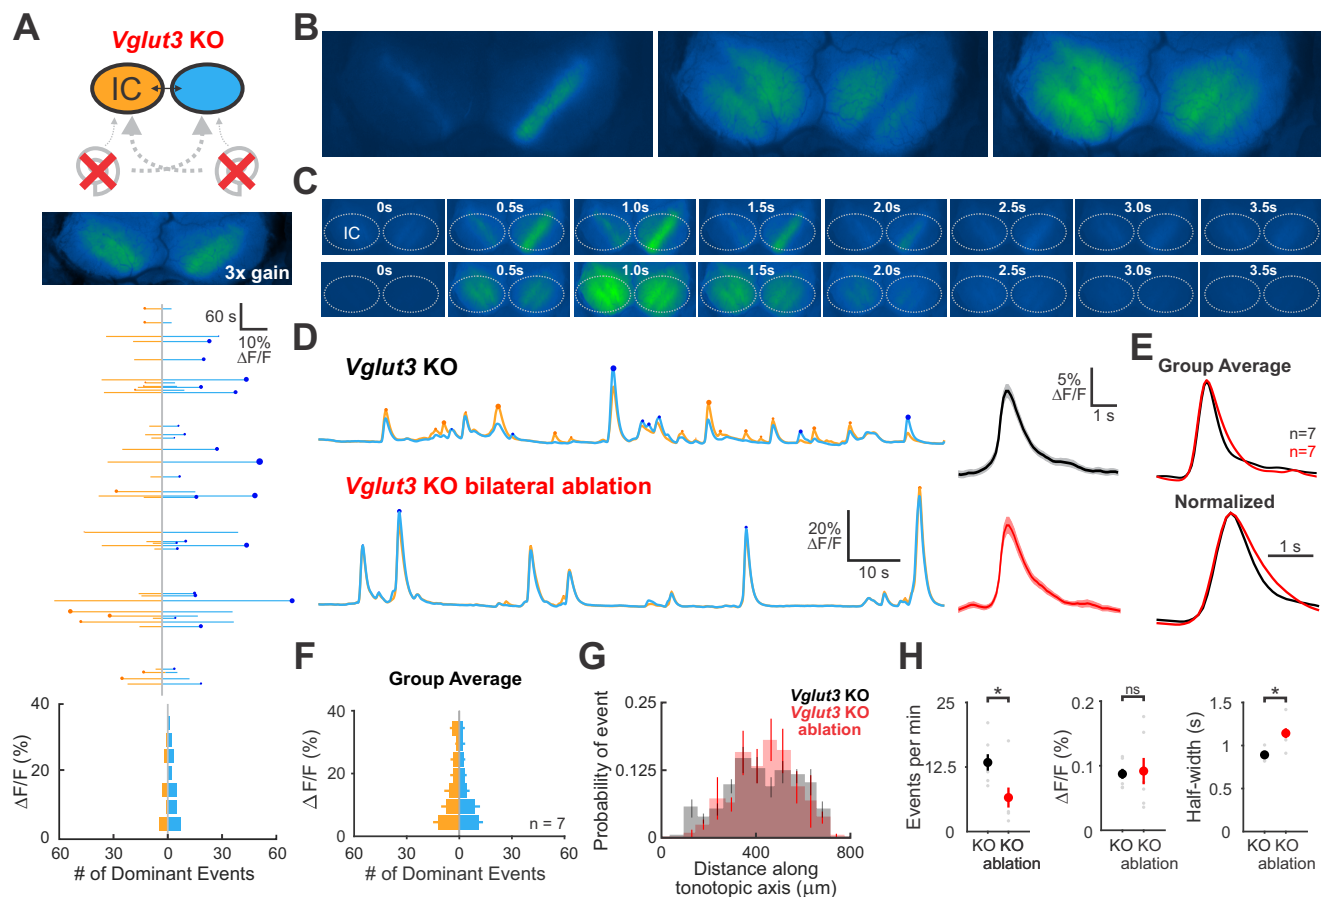 A
Vglut3 KO
IC
3x gain
60 s
10%
ΔF/F
40
20
0
ΔF/F (%)
60
30
0
30
60
# of Dominant Events
B
C
0s
0.5s
1.0s
1.5s
2.0s
2.5s
3.0s
3.5s
IC
0s
0.5s
1.0s
1.5s
2.0s
2.5s
3.0s
3.5s
D
Vglut3 KO
5%
ΔF/F
1 s
Vglut3 KO bilateral ablation
20%
ΔF/F
10 s
E
Group Average
n=7
n=7
Normalized
1 s
F
Group Average
40
20
0
Δ F/F (%)
n = 7
60
30
0
30
60
# of Dominant Events
G
0.25
0.125
0
Probability of event
Vglut3 KO
Vglut3 KO
ablation
0
400
800
Distance along
tonotopic axis (μm)
H
25
12.5
0
Events per min
*
KO KO
ablation
0.2
0.1
0
ΔF/F (%)
ns
KO KO
ablation
1.5
1
0.5
0
Half-width (s)
*
KO KO
ablation